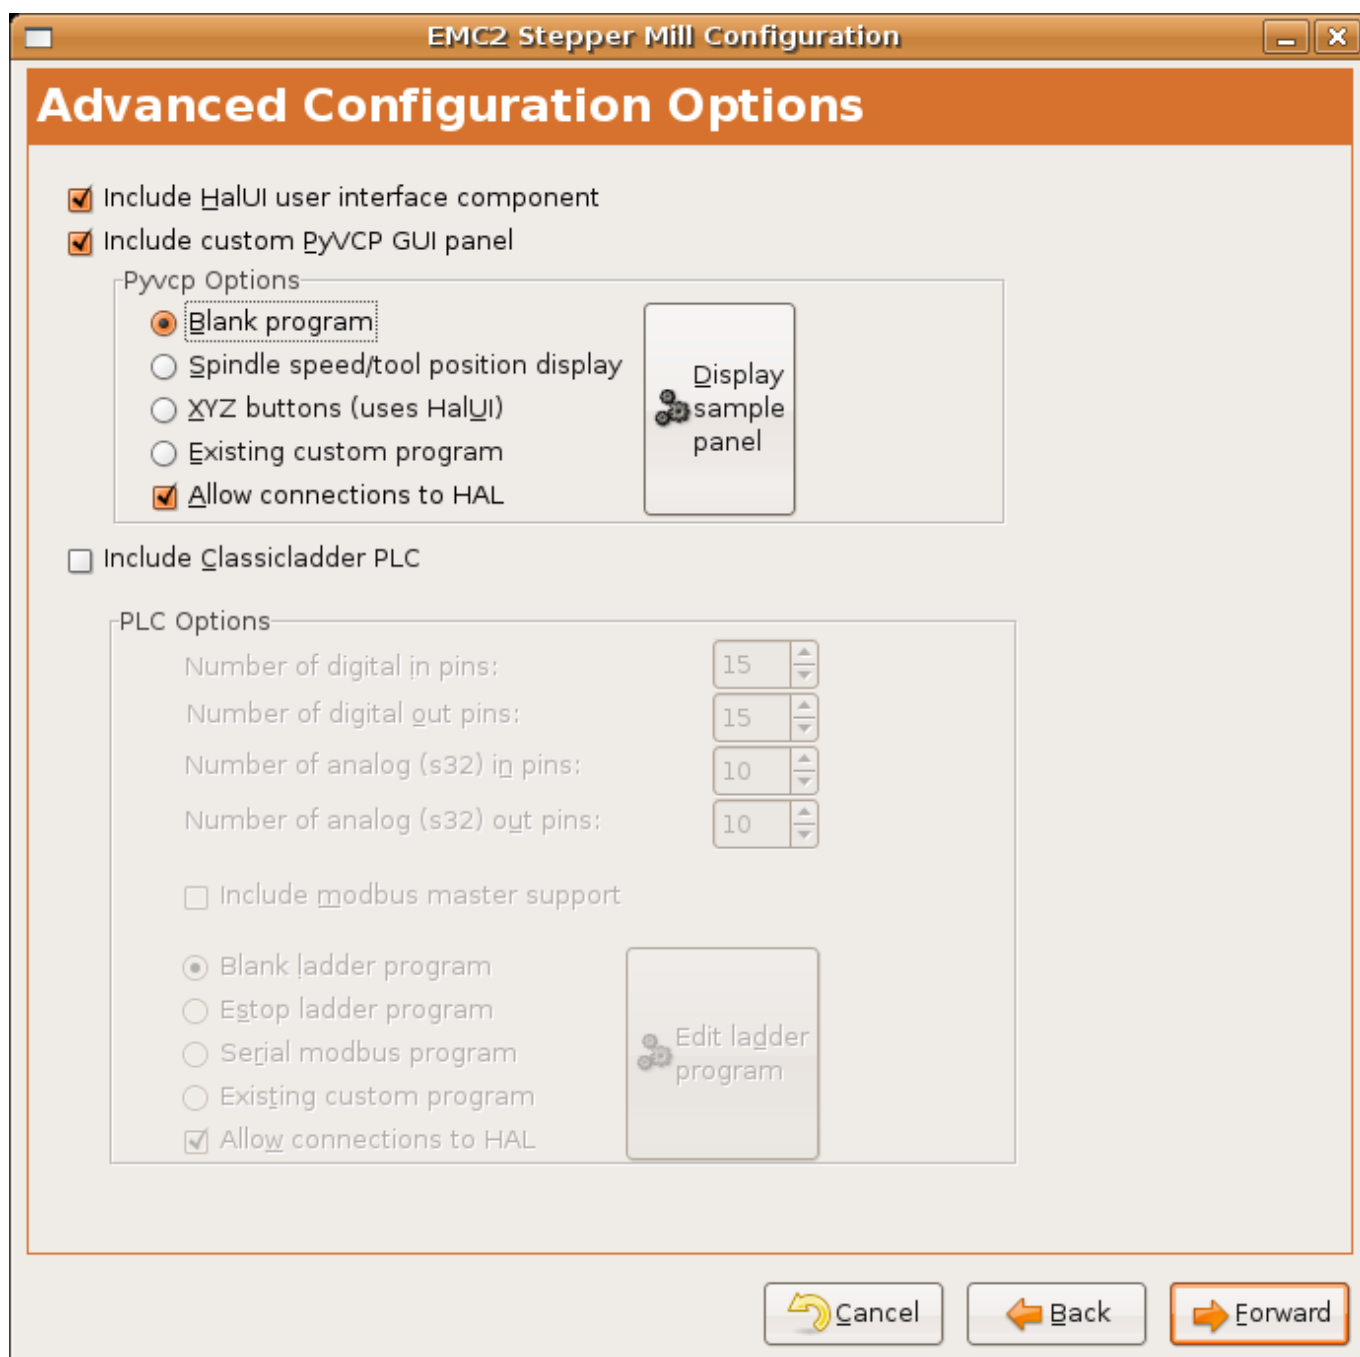 EMC2 Stepper Mill Configuration
Advanced Configuration Options
Include HalUI user interface component
Include custom PyVCP GUI panel
Pyvcp Options
Blank program
Spindle speed/tool position display
XYZ buttons (uses HalUI)
Existing custom program
Allow connections to HAL
Display
sample
panel
Include Classicladder PLC
PLC Options
Number of digital in pins: 15
Number of digital out pins: 15
Number of analog (s32) in pins: 10
Number of analog (s32) out pins: 10
Include modbus master support
Blank ladder program
Estop ladder program
Serial modbus program
Existing custom program
Allow connections to HAL
Edit ladder
program
Cancel Back Forward